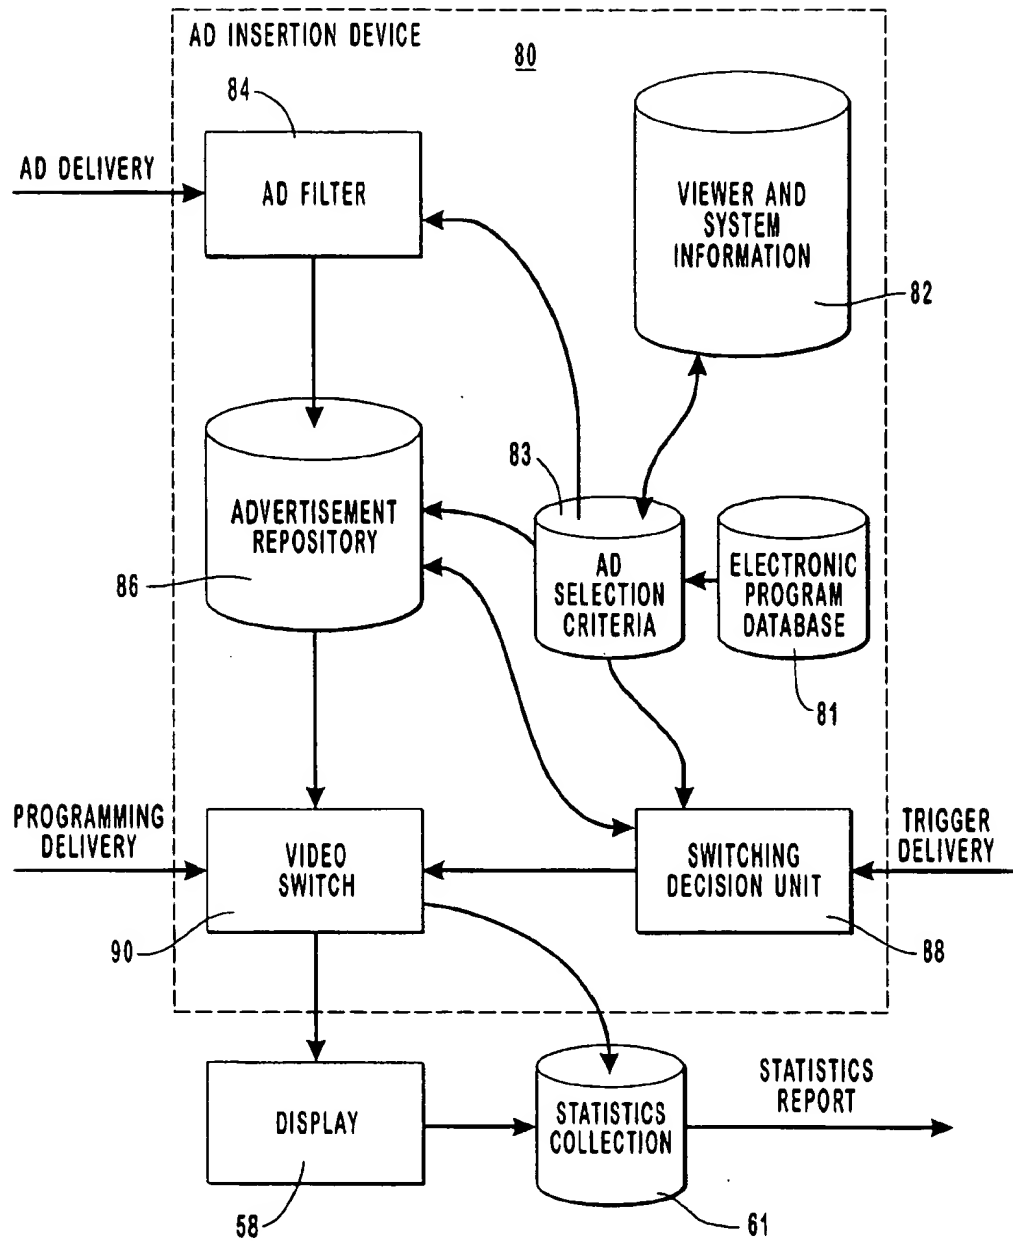 AD INSERTION DEVICE
80
84
AD DELIVERY
AD FILTER
VIEWER AND
SYSTEM
INFORMATION
82
83
ADVERTISEMENT
REPOSITORY
86
AD
SELECTION
CRITERIA
ELECTRONIC
PROGRAM
DATABASE
81
PROGRAMMING
DELIVERY
VIDEO
SWITCH
90
SWITCHING
DECISION UNIT
88
TRIGGER
DELIVERY
DISPLAY
58
STATISTICS
COLLECTION
61
STATISTICS
REPORT